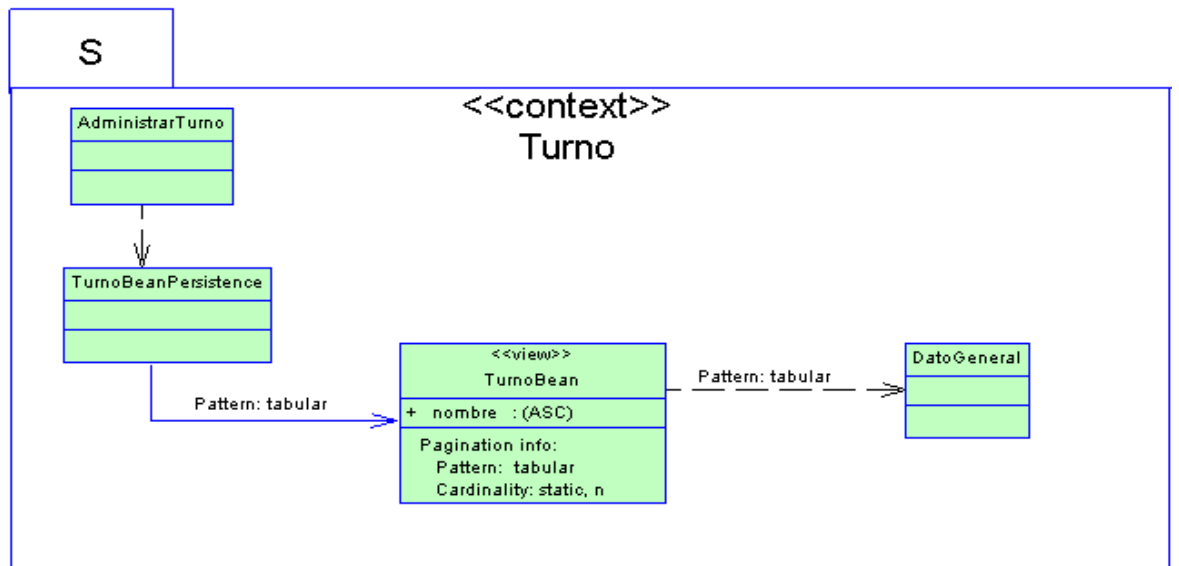 S
<<context>>
Turno
AdministrarTurno
TurnoBeanPersistence
Pattern: tabular
<<view>>
TurnoBean
+ nombre : (ASC)
Pagination info:
Pattern: tabular
Cardinality: static, n
Pattern: tabular
DatoGeneral